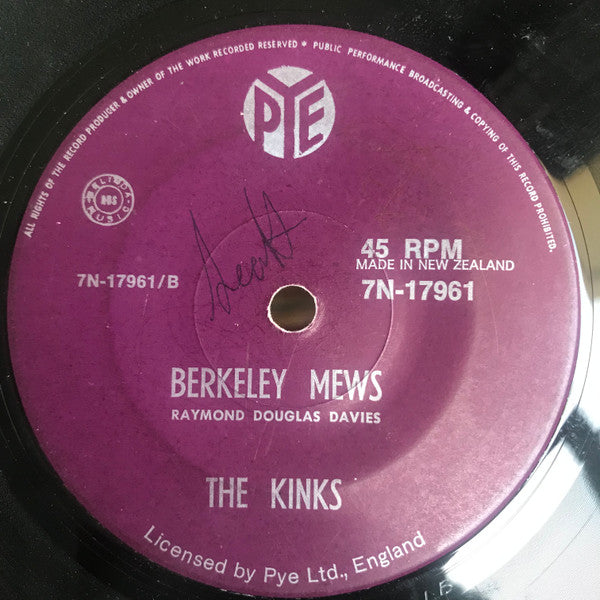 ALL RIGHTS OF THE RECORD PRODUCER & OWNER OF THE WORK RECORDED RESERVED * PUBLIC PERFORMANCE BROADCASTING & COPYING OF THIS RECORD PROHIBITED.
PYE
BELINDA MUSIC
45 RPM
MADE IN NEW ZEALAND
7N-17961/B
7N-17961
BERKELEY MEWS
RAYMOND DOUGLAS DAVIES
THE KINKS
Licensed by Pye Ltd., England